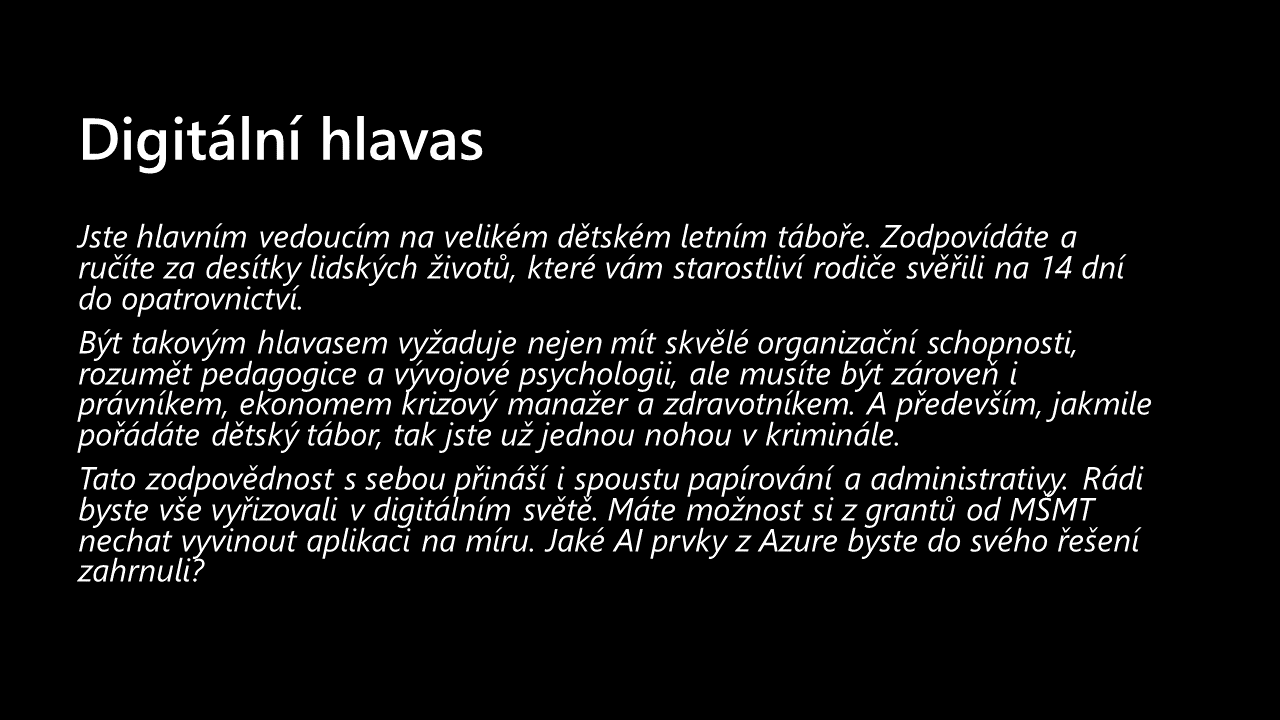 Digitální hlavas
Jste hlavním vedoucím na velikém dětském letním táboře. Zodpovídáte a
ručíte za desítky lidských životů, které vám starostliví rodiče svěřili na 14 dní
do opatrovnictví.
Být takovým hlavasem vyžaduje nejen mít skvělé organizační schopnosti,
rozumět pedagogice a vývojové psychologii, ale musíte být zároveň i
právníkem, ekonomem krizový manažer a zdravotníkem. A především, jakmile
pořádáte dětský tábor, tak jste už jednou nohou v kriminále.
Tato zodpovědnost s sebou přináší i spoustu papírování a administrativy. Rádi
byste vše vyřizovali v digitálním světě. Máte možnost si z grantů od MŠMT
nechat vyvinout aplikaci na míru. Jaké AI prvky z Azure byste do svého řešení
zahrnuli?